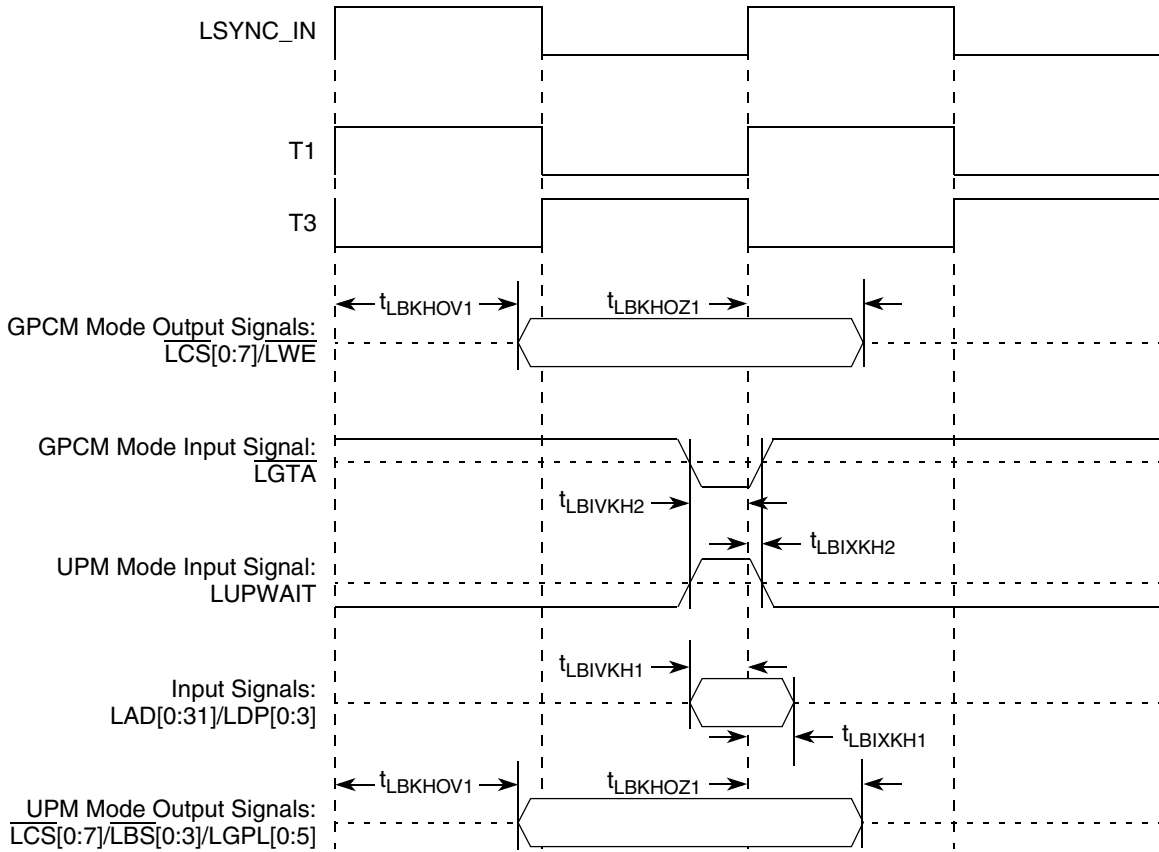 LSYNC_IN
T1
T3
tLBKHOV1
tLBKHOZ1
GPCM Mode Output Signals:
LCS[0:7]/LWE
GPCM Mode Input Signal:
LGTA
tLBIVKH2
tLBIXKH2
UPM Mode Input Signal:
LUPWAIT
tLBIVKH1
Input Signals:
LAD[0:31]/LDP[0:3]
tLBIXKH1
tLBKHOV1
tLBKHOZ1
UPM Mode Output Signals:
LCS[0:7]/LBS[0:3]/LGPL[0:5]